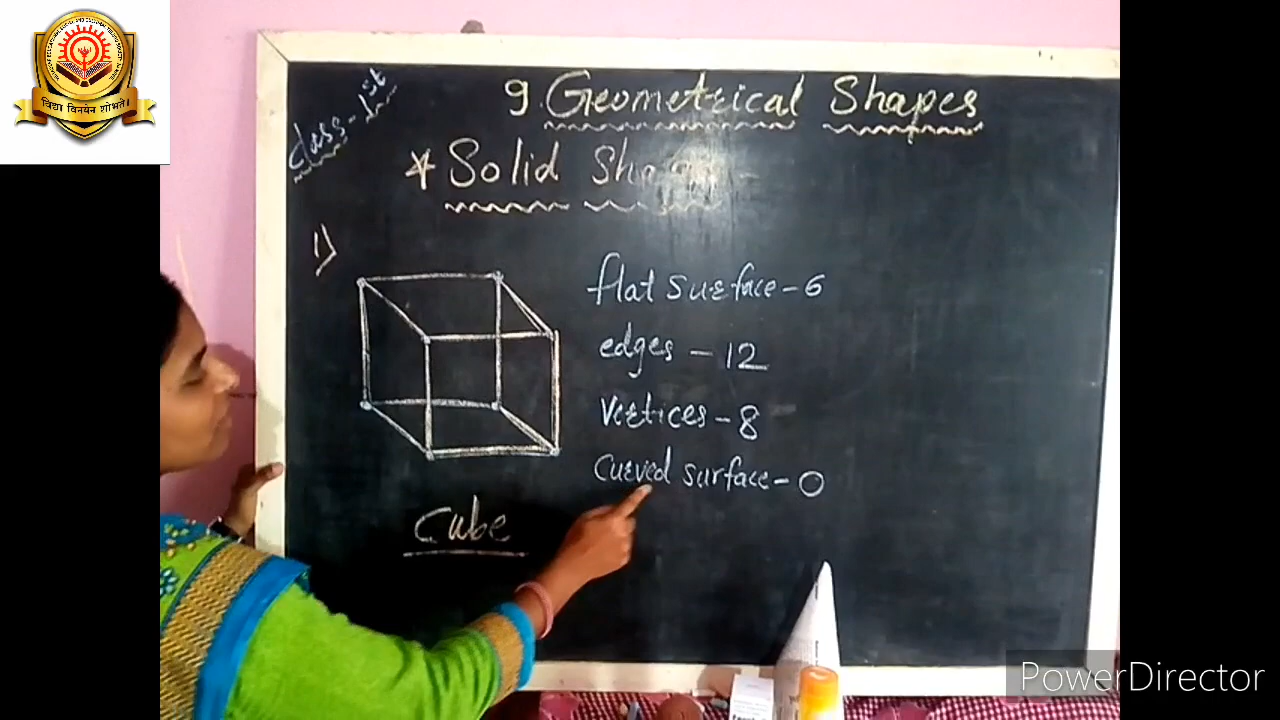 विद्या विनयेन शोभते।
Class - 1st
9. Geometrical Shapes
* Solid Shapes -
1)
flat surface - 6
edges - 12
vertices - 8
curved surface - 0
Cube
PowerDirector